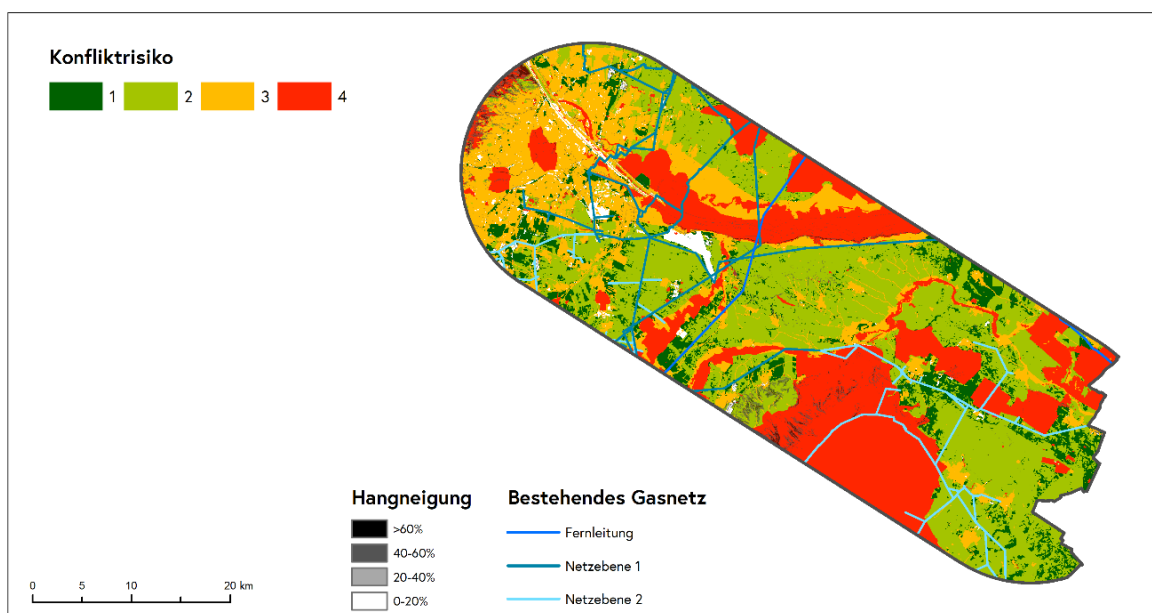 Konfliktrisiko
1 2 3 4
Hangneigung
>60%
40-60%
20-40%
0-20%
Bestehendes Gasnetz
Fernleitung
Netzebene 1
Netzebene 2
0 5 10 20 km